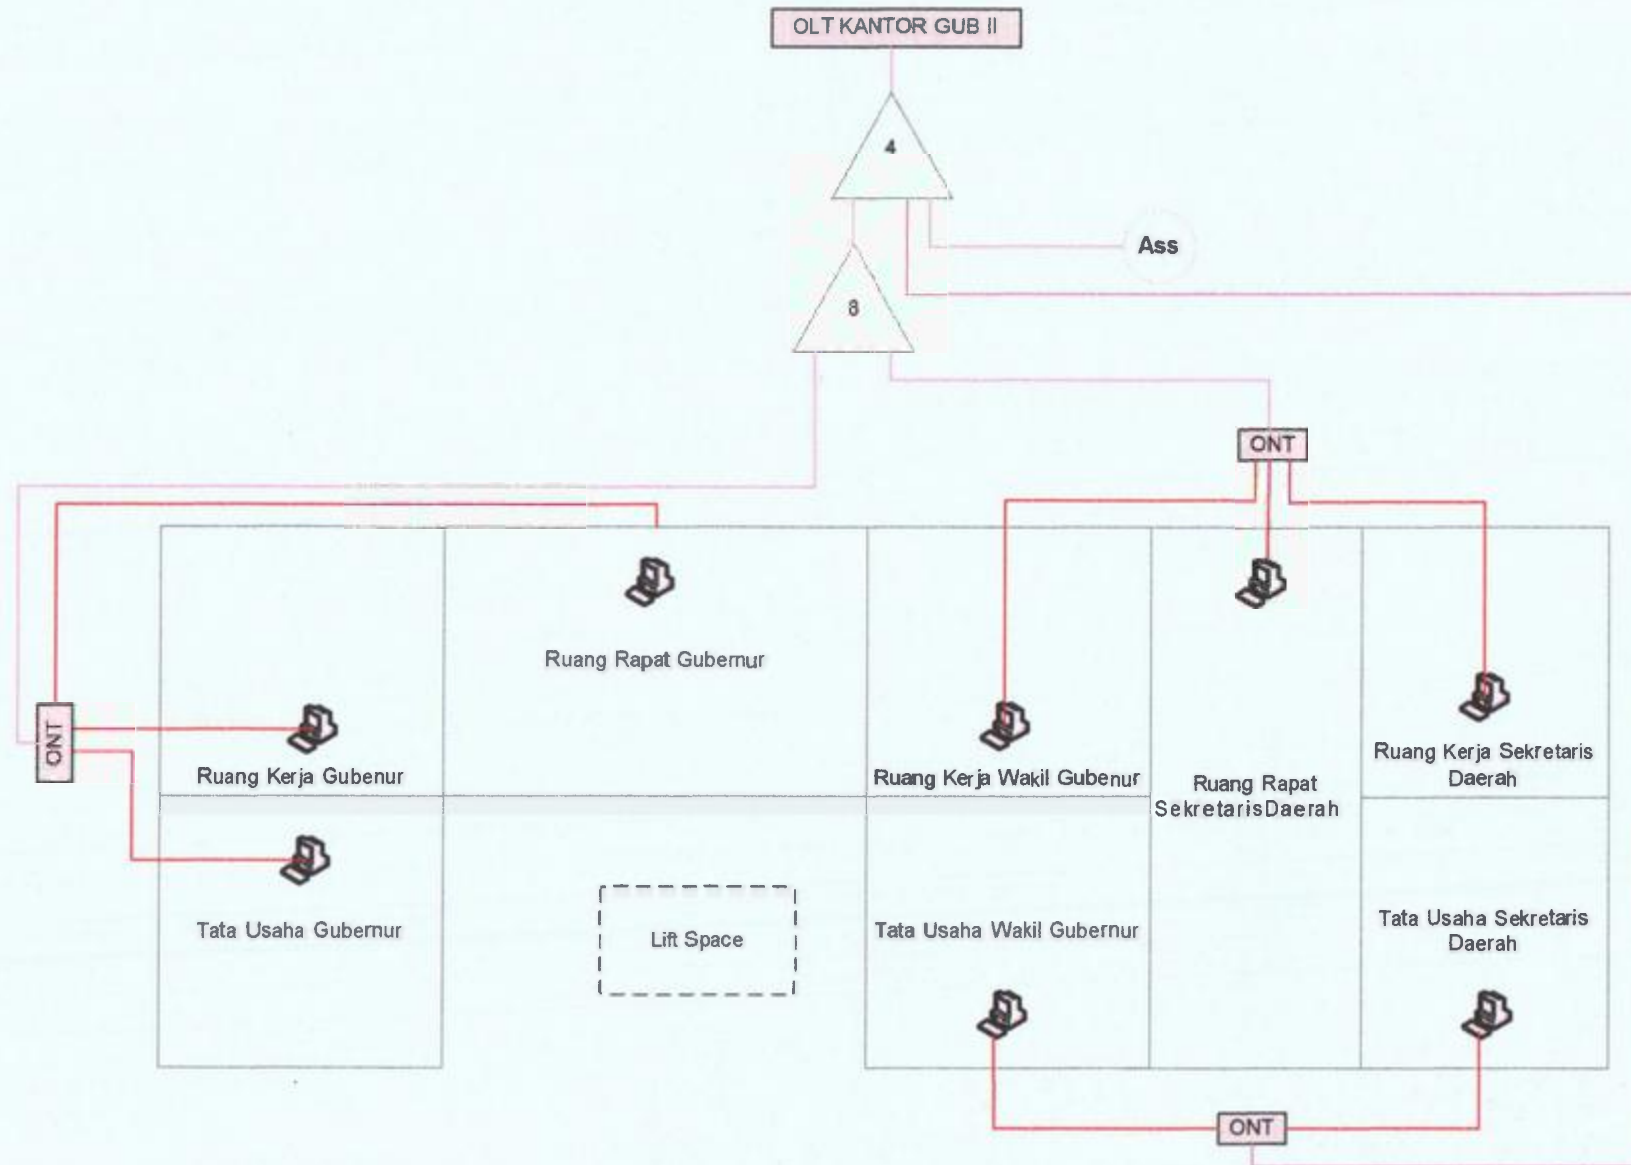 OLT KANTOR GUB II
4
Ass
8
ONT
Ruang Rapat Gubernur
ONT
Ruang Kerja Gubenur
Ruang Kerja Wakil Gubenur
Ruang Rapat
Sekretaris Daerah
Ruang Kerja Sekretaris
Daerah
Tata Usaha Gubernur
Lift Space
Tata Usaha Wakil Gubernur
Tata Usaha Sekretaris
Daerah
ONT